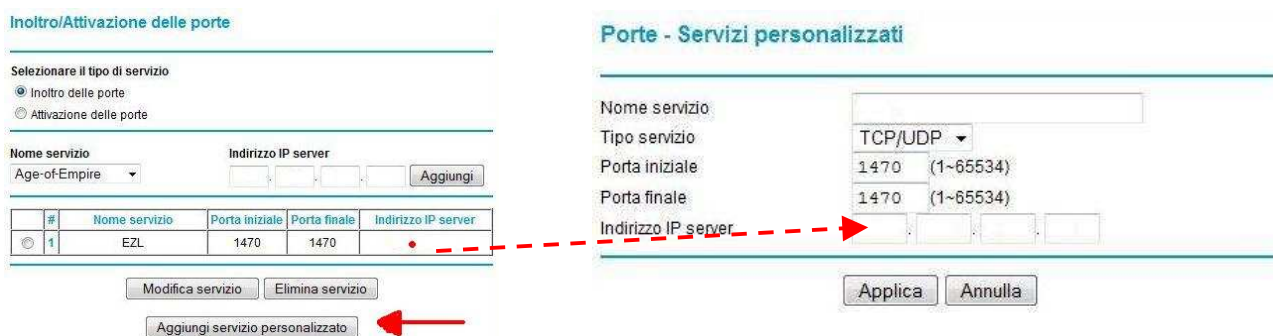 Inoltro/Attivazione delle porte
Selezionare il tipo di servizio
Inoltro delle porte
Attivazione delle porte
Nome servizio Indirizzo IP server
Age-of-Empire . . . Aggiungi
# Nome servizio Porta iniziale Porta finale Indirizzo IP server
1 EZL 1470 1470
Modifica servizio Elimina servizio
Aggiungi servizio personalizzato
Porte - Servizi personalizzati
Nome servizio
Tipo servizio TCP/UDP
Porta iniziale 1470 (1~65534)
Porta finale 1470 (1~65534)
Indirizzo IP server . . .
Applica Annulla